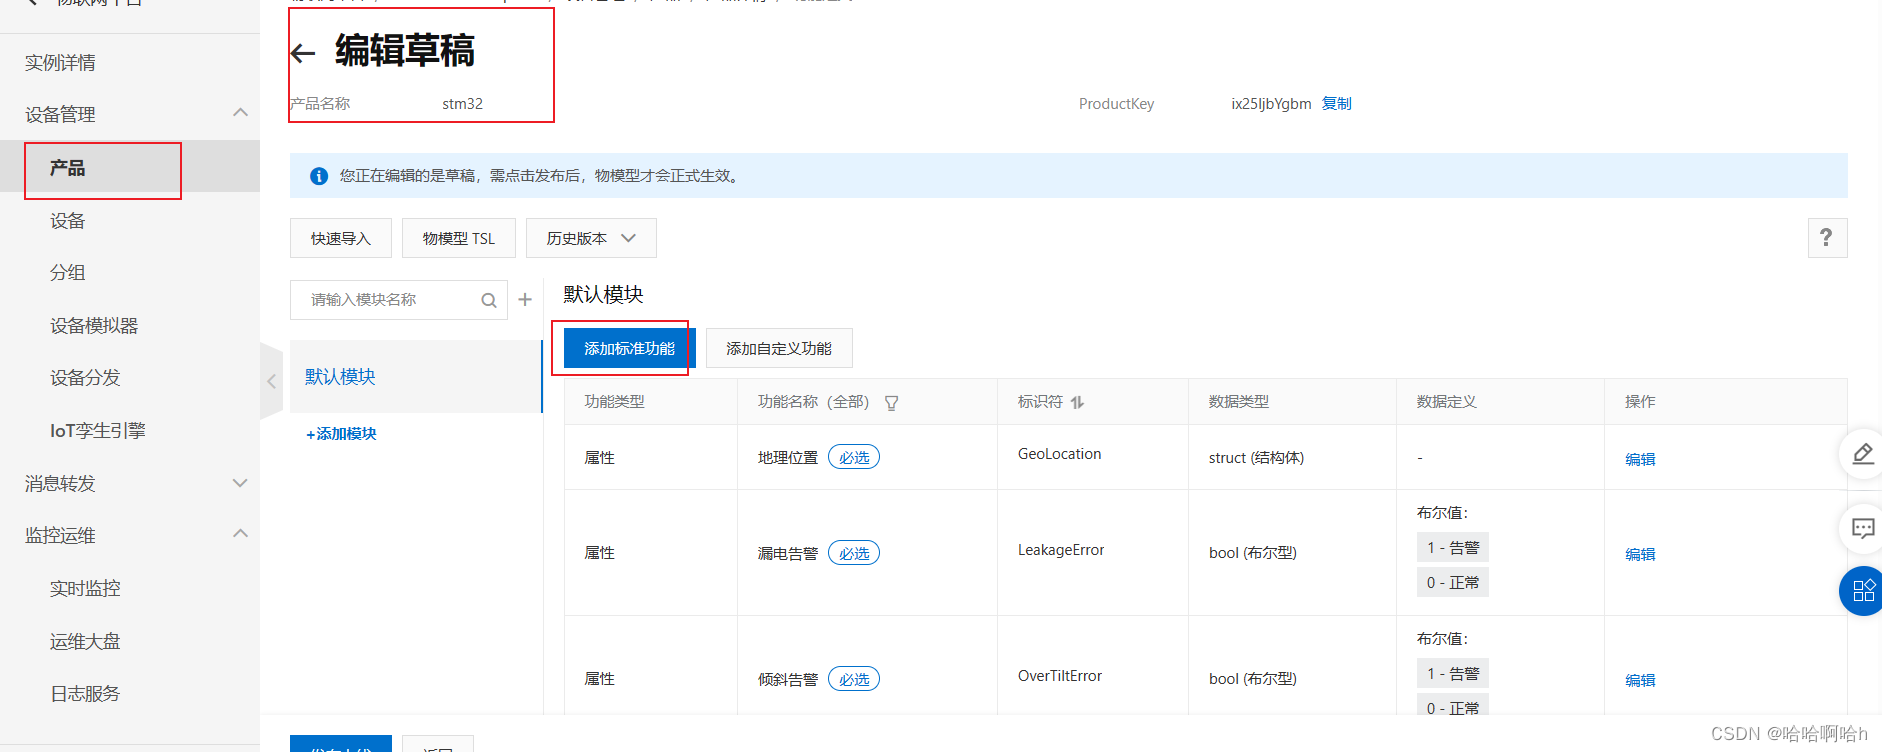 实例详情
设备管理
产品
设备
分组
设备模拟器
设备分发
IoT孪生引擎
消息转发
监控运维
实时监控
运维大盘
日志服务
编辑草稿
产品名称 stm32 ProductKey ix25IjbYgbm 复制
您正在编辑的是草稿，需点击发布后，物模型才会正式生效。
快速导入 物模型 TSL 历史版本 ?
请输入模块名称 +
默认模块
+添加模块
默认模块
添加标准功能 添加自定义功能
功能类型 功能名称（全部） 标识符 数据类型 数据定义 操作
属性 地理位置 必选 GeoLocation struct (结构体) - 编辑
布尔值：
属性 漏电告警 必选 LeakageError bool (布尔型) 1 - 告警 编辑
0 - 正常
布尔值：
属性 倾斜告警 必选 OverTiltError bool (布尔型) 1 - 告警 编辑
0 - 正常
CSDN @哈哈啊哈h